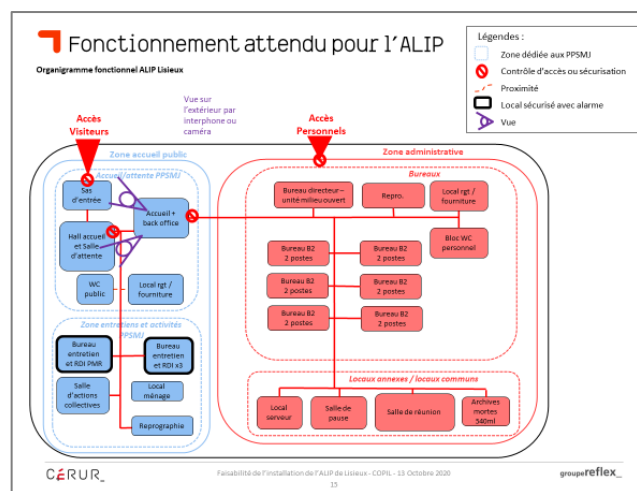 Fonctionnement attendu pour l'ALIP
Organigramme fonctionnel ALIP Lisieux
Légendes :
Zone dédiée aux PPSMJ
Contrôle d'accès ou sécurisation
Proximité
Local sécurisé avec alarme
Vue
Vue sur
l'extérieur par
interphone ou
caméra
Accès
Visiteurs
Accès
Personnels
Zone accueil public
Accueil/attente PPSMJ
Sas
d'entrée
Accueil +
back office
Hall accueil
et Salle
d'attente
WC
public
Local rgt /
fourniture
Zone entretiens et activités
PPSMJ
Bureau
entretien
et RDI PMR
Bureau
entretien
et RDI x3
Salle
d'actions
collectives
Local
ménage
Reprographie
Zone administrative
Bureaux
Bureau directeur–
unité milieu ouvert
Repro.
Local rgt /
fourniture
Bloc WC
personnel
Bureau B2
2 postes
Bureau B2
2 postes
Bureau B2
2 postes
Bureau B2
2 postes
Bureau B2
2 postes
Bureau B2
2 postes
Locaux annexes / locaux communs
Local
serveur
Salle de
pause
Salle de réunion
Archives
mortes
540ml
CÉRUR_
Faisabilité de l'installation de l'ALIP de Lisieux - COPIL - 13 Octobre 2020
15
groupereflex_